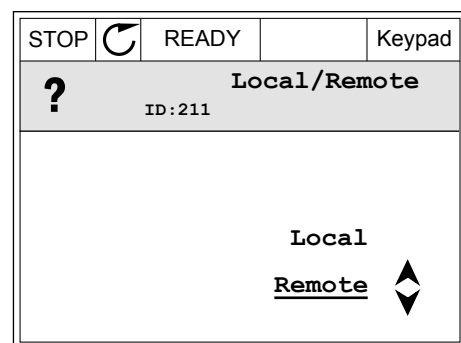 STOP READY Keypad
? Local/Remote
ID:211
Local
Remote